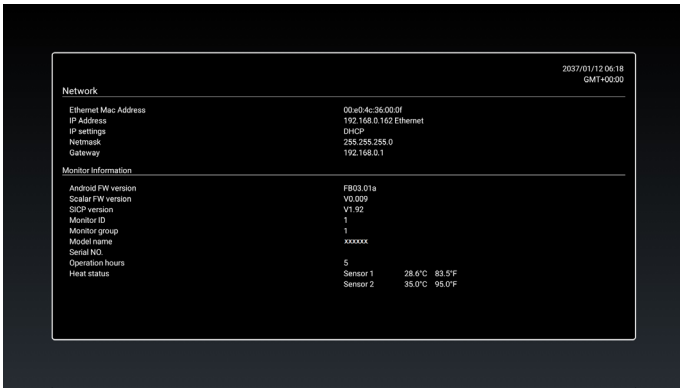 2037/01/12 06:18
GMT+00:00
Network
Ethernet Mac Address 00:e0:4c:36:00:0f
IP Address 192.168.0.162 Ethernet
IP settings DHCP
Netmask 255.255.255.0
Gateway 192.168.0.1
Monitor Information
Android FW version FB03.01a
Scalar FW version V0.009
SICP version V1.92
Monitor ID 1
Monitor group 1
Model name xxxxxx
Serial NO.
Operation hours 5
Heat status Sensor 1 28.6°C 83.5°F
Sensor 2 35.0°C 95.0°F